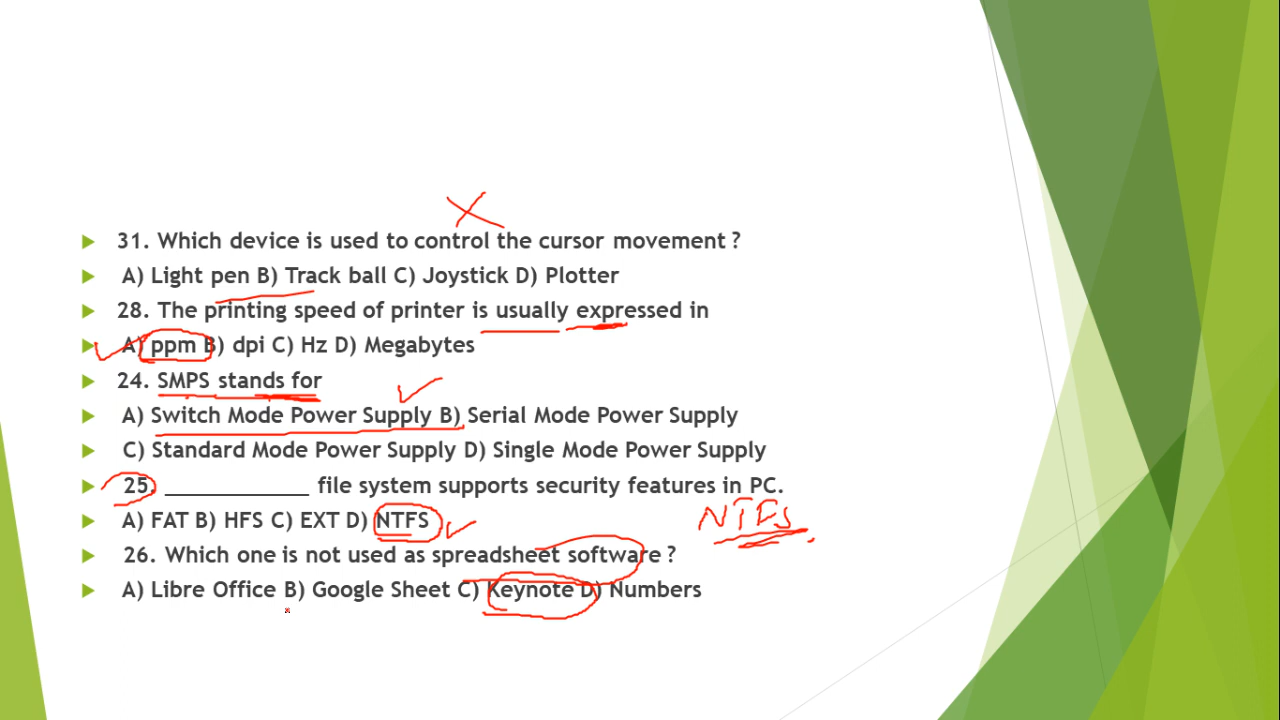 31. Which device is used to control the cursor movement ?
A) Light pen B) Track ball C) Joystick D) Plotter
28. The printing speed of printer is usually expressed in
A) ppm B) dpi C) Hz D) Megabytes
24. SMPS stands for
A) Switch Mode Power Supply B) Serial Mode Power Supply
C) Standard Mode Power Supply D) Single Mode Power Supply
25. _____________ file system supports security features in PC.
A) FAT B) HFS C) EXT D) NTFS
NTFS
26. Which one is not used as spreadsheet software ?
A) Libre Office B) Google Sheet C) Keynote D) Numbers